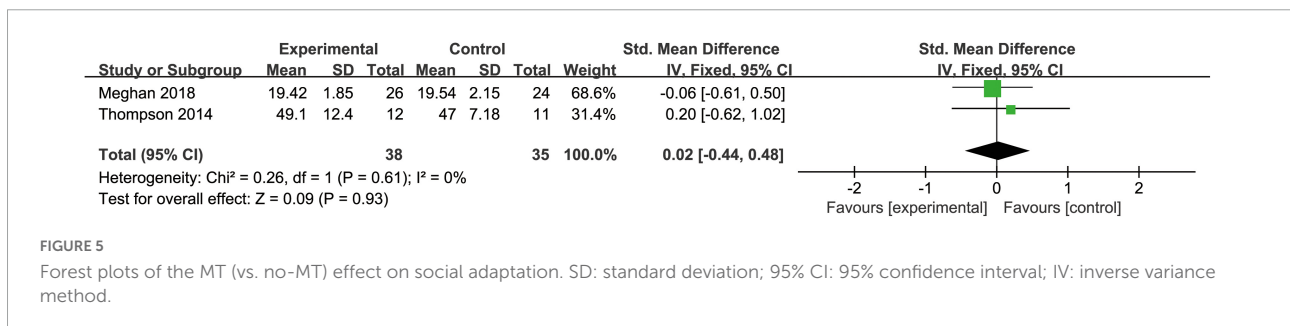 Experimental Control Std. Mean Difference Std. Mean Difference
Study or Subgroup Mean SD Total Mean SD Total Weight IV, Fixed, 95% CI IV, Fixed, 95% CI
Meghan 2018 19.42 1.85 26 19.54 2.15 24 68.6% -0.06 [-0.61, 0.50]
Thompson 2014 49.1 12.4 12 47 7.18 11 31.4% 0.20 [-0.62, 1.02]
Total (95% CI) 38 35 100.0% 0.02 [-0.44, 0.48]
Heterogeneity: Chi² = 0.26, df = 1 (P = 0.61); I² = 0%
Test for overall effect: Z = 0.09 (P = 0.93)
-2 -1 0 1 2
Favours [experimental] Favours [control]
FIGURE 5
Forest plots of the MT (vs. no-MT) effect on social adaptation. SD: standard deviation; 95% CI: 95% confidence interval; IV: inverse variance
method.